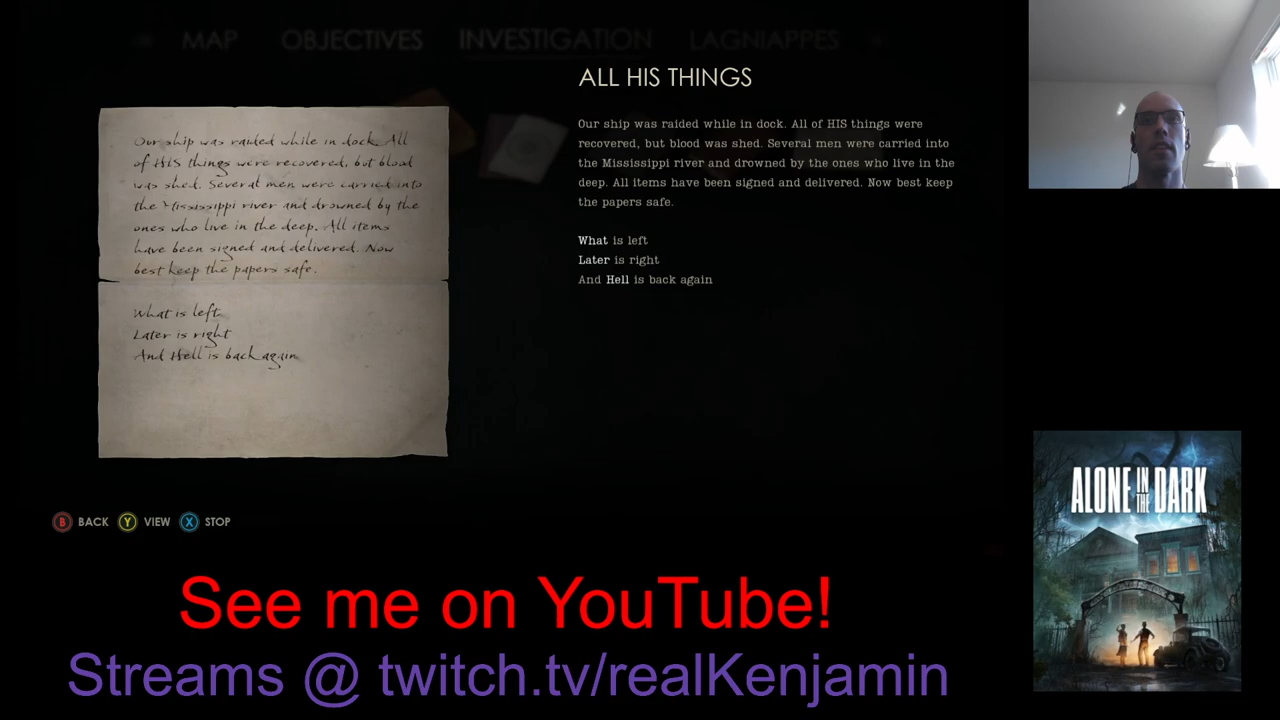 MAP OBJECTIVES INVESTIGATION LAGNIAPPES
ALL HIS THINGS
Our ship was raided while in dock. All
of HIS things were recovered, but blood
was shed. Several men were carried into
the Mississippi river and drowned by the
ones who live in the deep. All items
have been signed and delivered. Now
best keep the papers safe.
What is left
Later is right
And Hell is back again
Our ship was raided while in dock. All of HIS things were
recovered, but blood was shed. Several men were carried into
the Mississippi river and drowned by the ones who live in the
deep. All items have been signed and delivered. Now best keep
the papers safe.
What is left
Later is right
And Hell is back again
B BACK Y VIEW X STOP
ALONE IN THE DARK
See me on YouTube!
Streams @ twitch.tv/realKenjamin